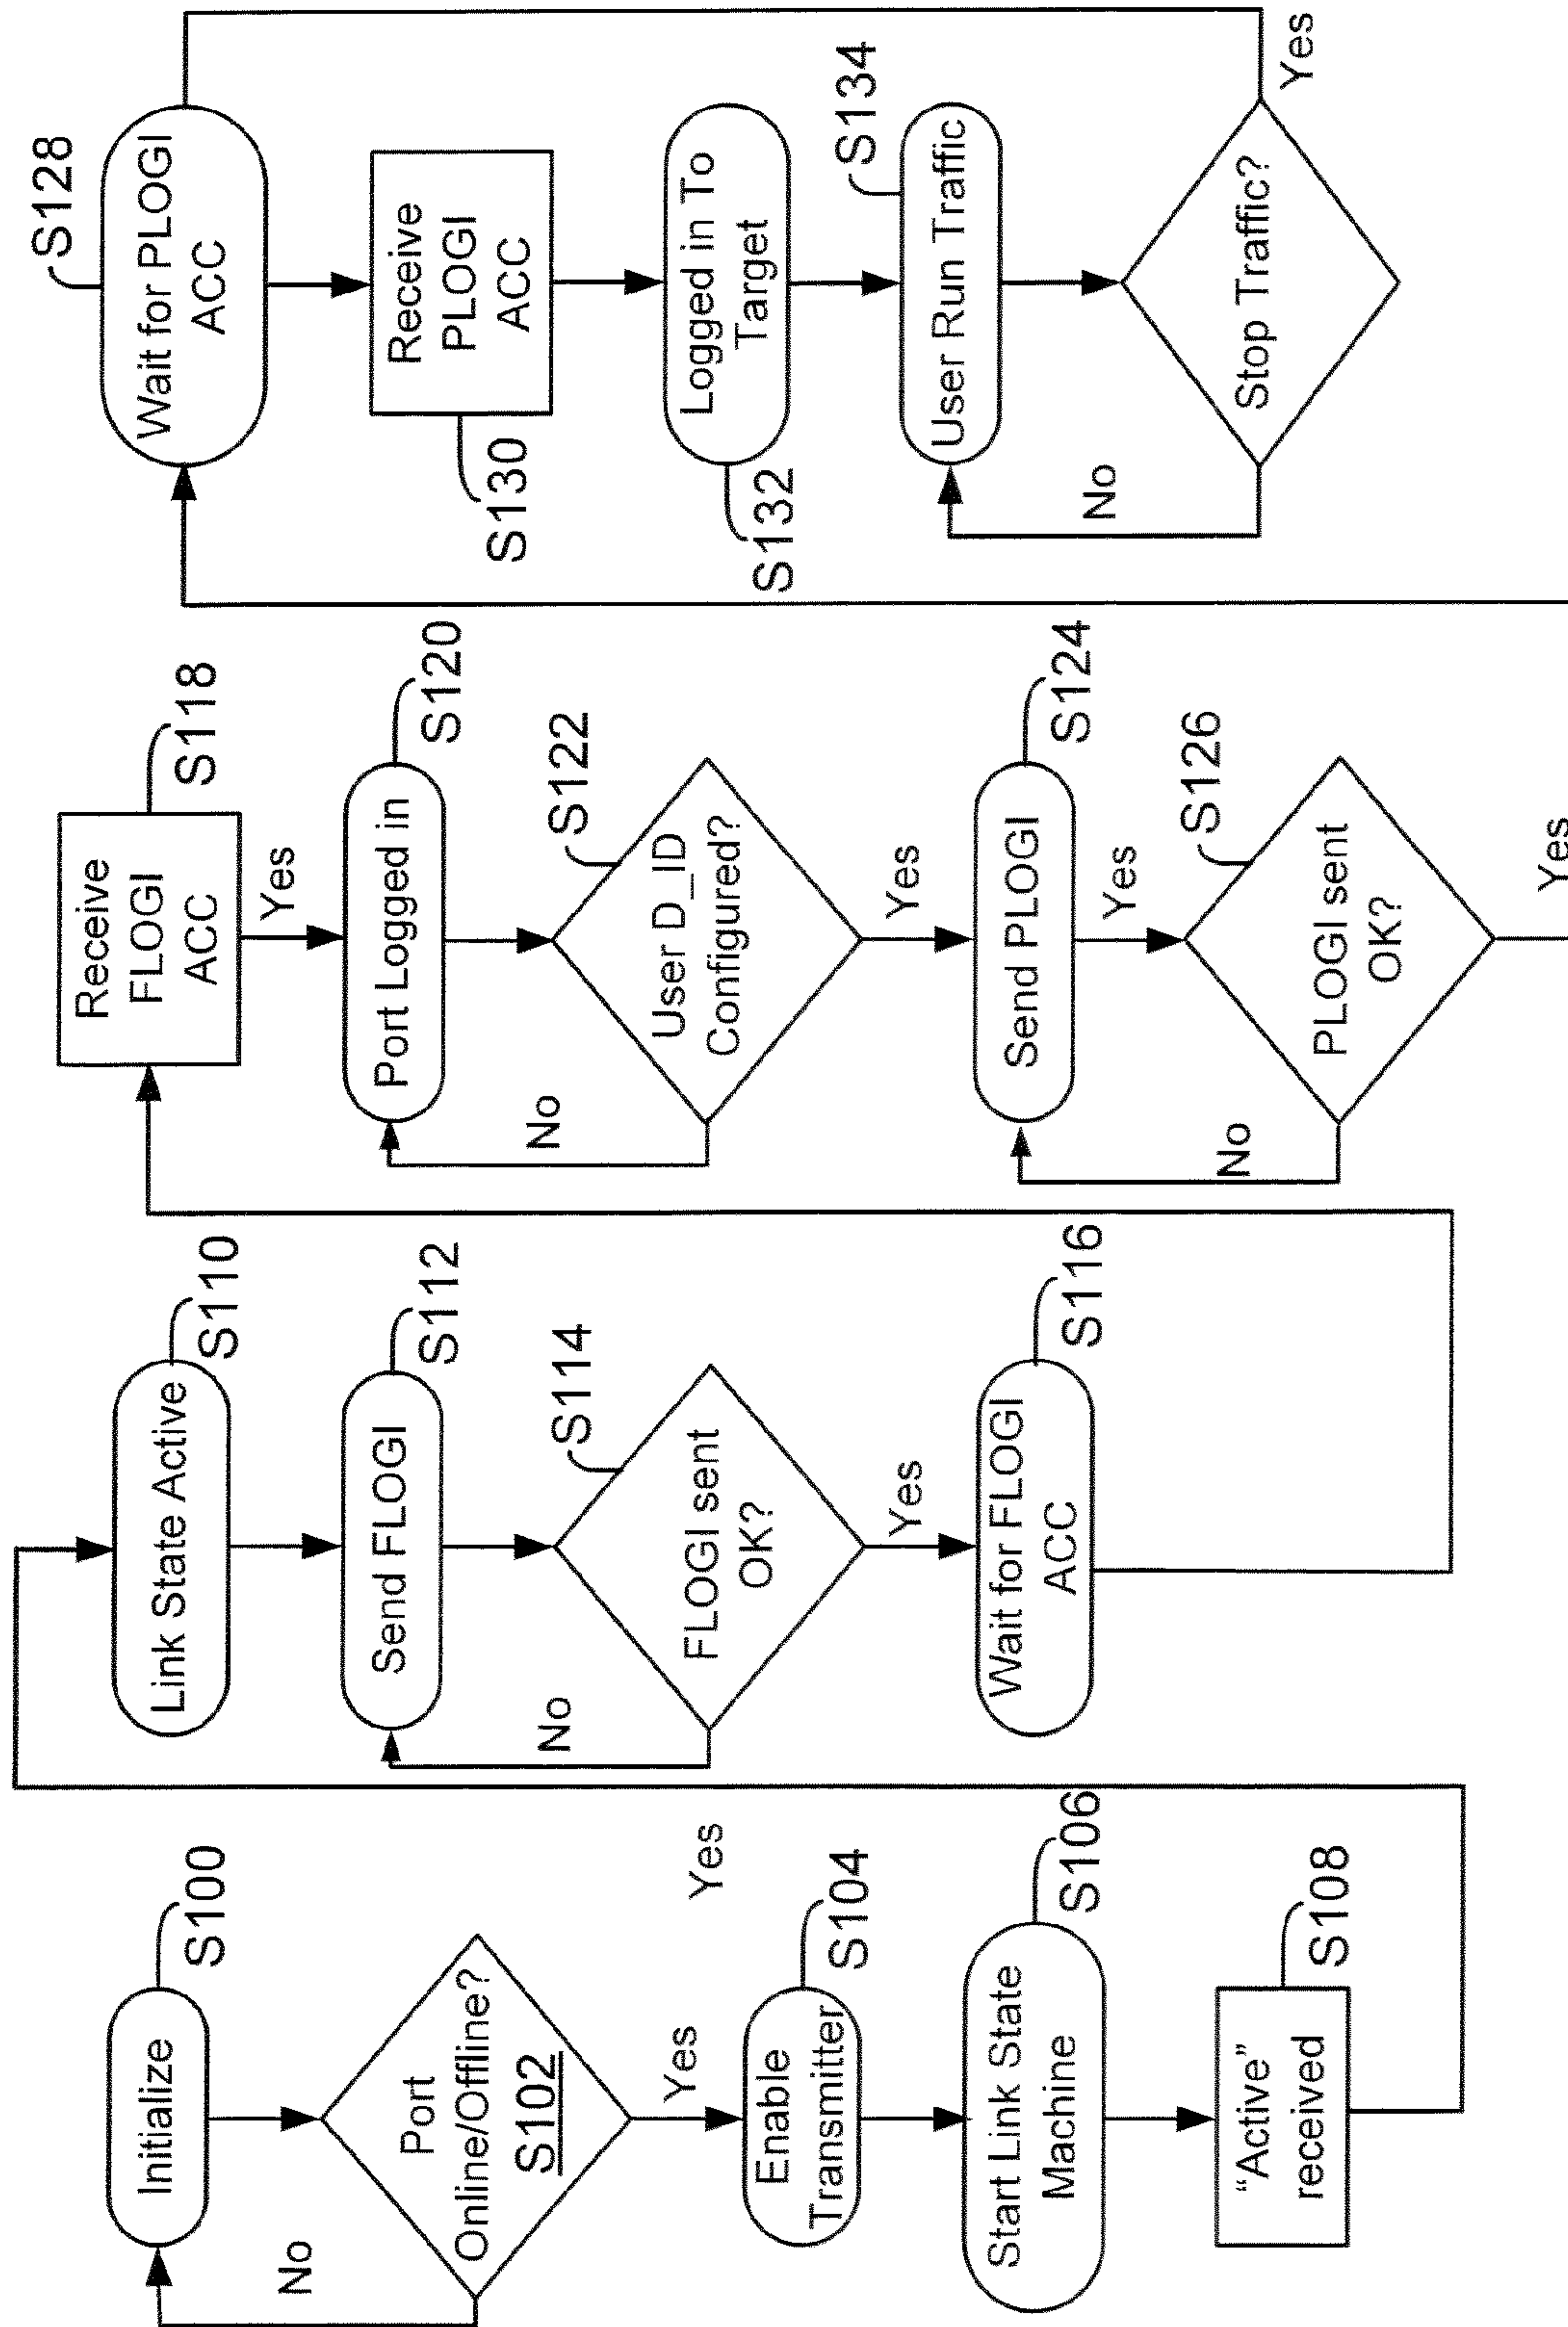 Initialize
S100
No
Port
Online/Offline?
S102
Yes
Enable
Transmitter
S104
Start Link State
Machine
S106
"Active"
received
S108
Yes
Link State Active
S110
Send FLOGI
S112
FLOGI sent
OK?
S114
No
Yes
Wait for FLOGI
ACC
S116
Receive
FLOGI
ACC
S118
Yes
Port Logged in
S120
User D_ID
Configured?
S122
No
Yes
Send PLOGI
S124
Yes
PLOGI sent
OK?
S126
No
Yes
Wait for PLOGI
ACC
S128
Receive
PLOGI
ACC
S130
Logged in To
Target
S132
User Run Traffic
S134
Stop Traffic?
No
Yes